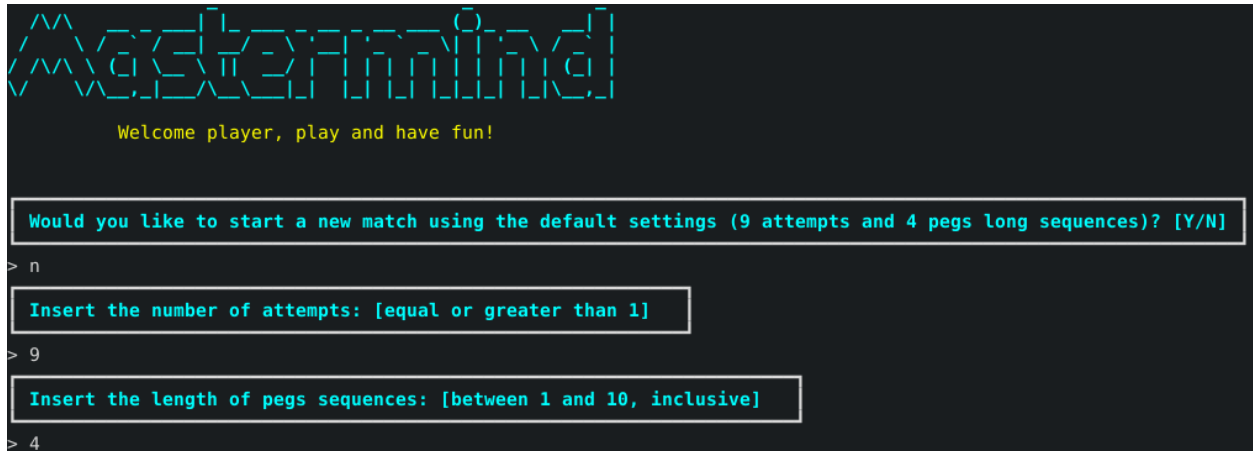 Mastermind
Welcome player, play and have fun!
Would you like to start a new match using the default settings (9 attempts and 4 pegs long sequences)? [Y/N]
> n
Insert the number of attempts: [equal or greater than 1]
> 9
Insert the length of pegs sequences: [between 1 and 10, inclusive]
> 4